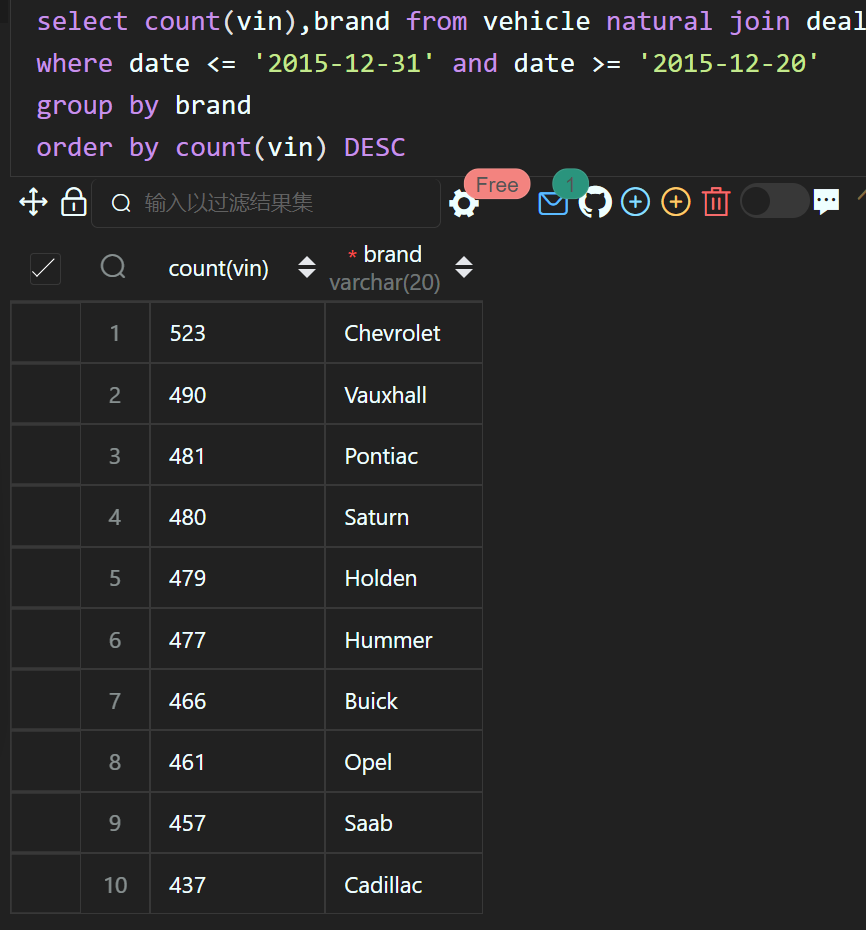 select count(vin),brand from vehicle natural join deal
where date <= '2015-12-31' and date >= '2015-12-20'
group by brand
order by count(vin) DESC
输入以过滤结果集
Free
1
count(vin)
* brand
varchar(20)
1 523 Chevrolet
2 490 Vauxhall
3 481 Pontiac
4 480 Saturn
5 479 Holden
6 477 Hummer
7 466 Buick
8 461 Opel
9 457 Saab
10 437 Cadillac